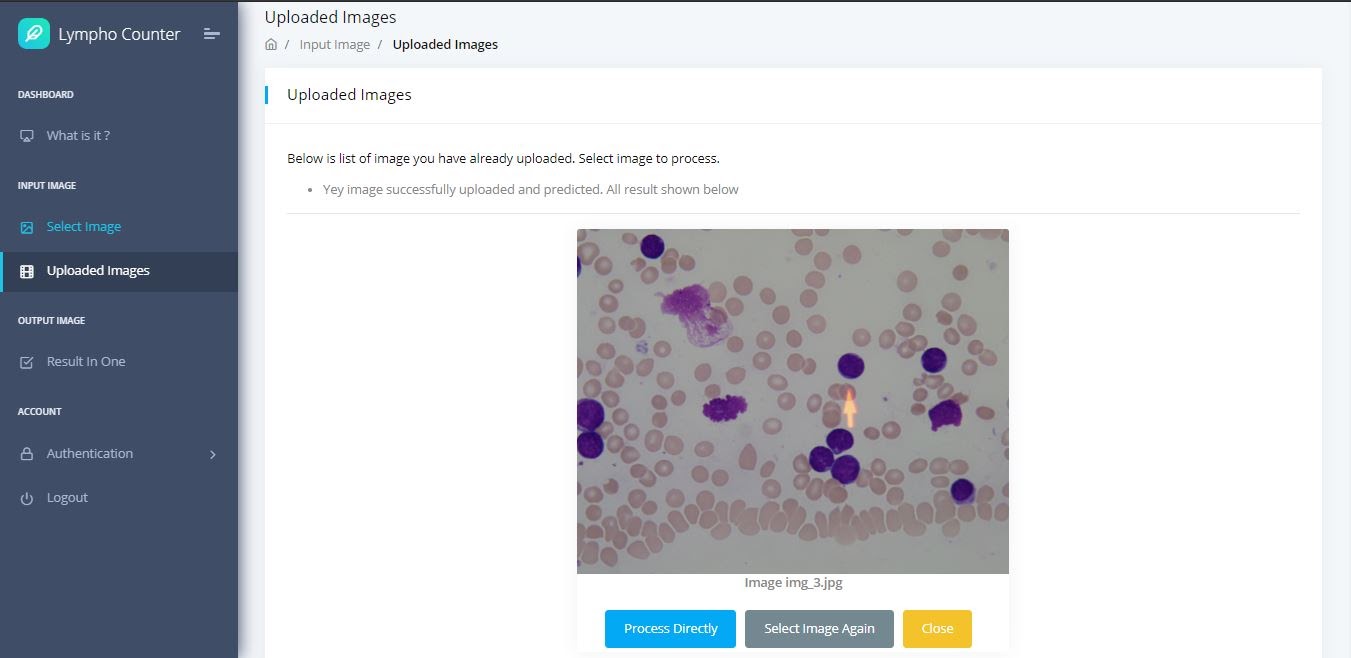 Lympho Counter
DASHBOARD
What is it ?
INPUT IMAGE
Select Image
Uploaded Images
OUTPUT IMAGE
Result In One
ACCOUNT
Authentication
Logout
Uploaded Images
/ Input Image / Uploaded Images
Uploaded Images
Below is list of image you have already uploaded. Select image to process.
• Yey image successfully uploaded and predicted. All result shown below
Image img_3.jpg
Process Directly Select Image Again Close